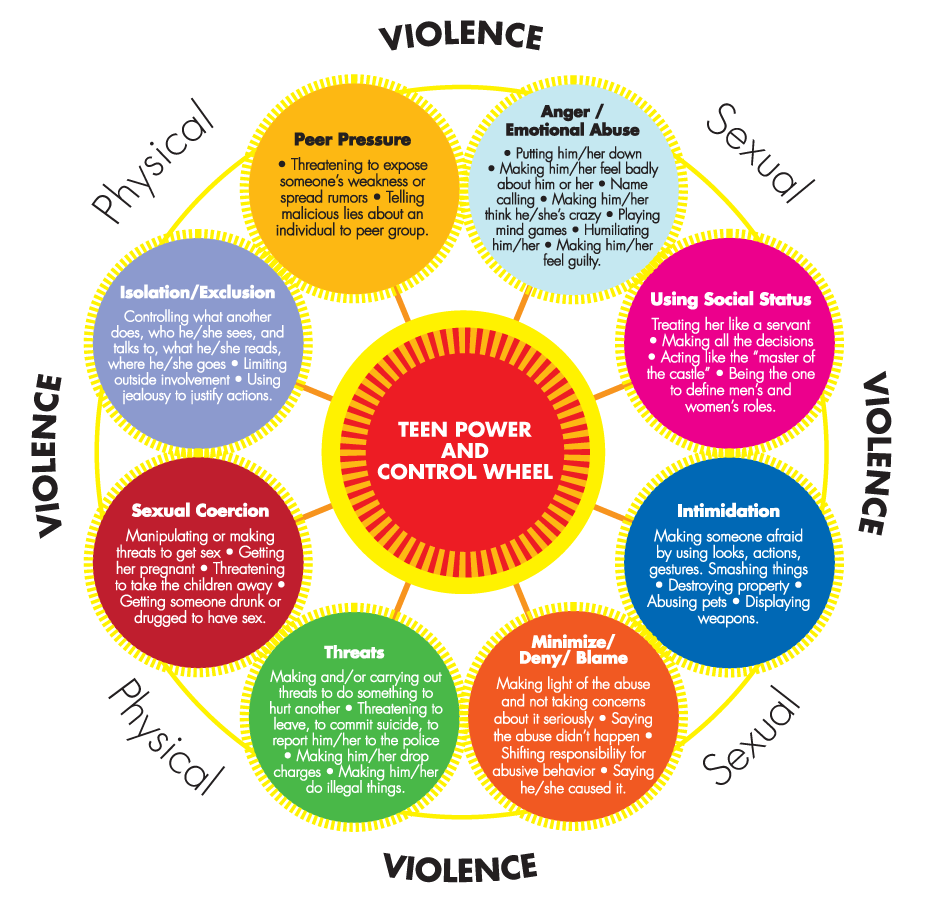 VIOLENCE
Physical
Sexual
Peer Pressure
• Threatening to expose
someone's weakness or
spread rumors • Telling
malicious lies about an
individual to peer group.
Anger /
Emotional Abuse
• Putting him/her down
• Making him/her feel badly
about him or her • Name
calling • Making him/her
think he/she's crazy • Playing
mind games • Humiliating
him/her • Making him/her
feel guilty.
Isolation/Exclusion
Controlling what another
does, who he/she sees, and
talks to, what he/she reads,
where he/she goes • Limiting
outside involvement • Using
jealousy to justify actions.
Using Social Status
Treating her like a servant
• Making all the decisions
• Acting like the "master of
the castle" • Being the one
to define men's and
women's roles.
VIOLENCE
TEEN POWER
AND
CONTROL WHEEL
VIOLENCE
Sexual Coercion
Manipulating or making
threats to get sex • Getting
her pregnant • Threatening
to take the children away •
Getting someone drunk or
drugged to have sex.
Intimidation
Making someone afraid
by using looks, actions,
gestures. Smashing things
• Destroying property •
Abusing pets • Displaying
weapons.
Threats
Making and/or carrying out
threats to do something to
hurt another • Threatening to
leave, to commit suicide, to
report him/her to the police
• Making him/her drop
charges • Making him/her
do illegal things.
Minimize/
Deny/ Blame
Making light of the abuse
and not taking concerns
about it seriously • Saying
the abuse didn't happen •
Shifting responsibility for
abusive behavior • Saying
he/she caused it.
Physical
Sexual
VIOLENCE